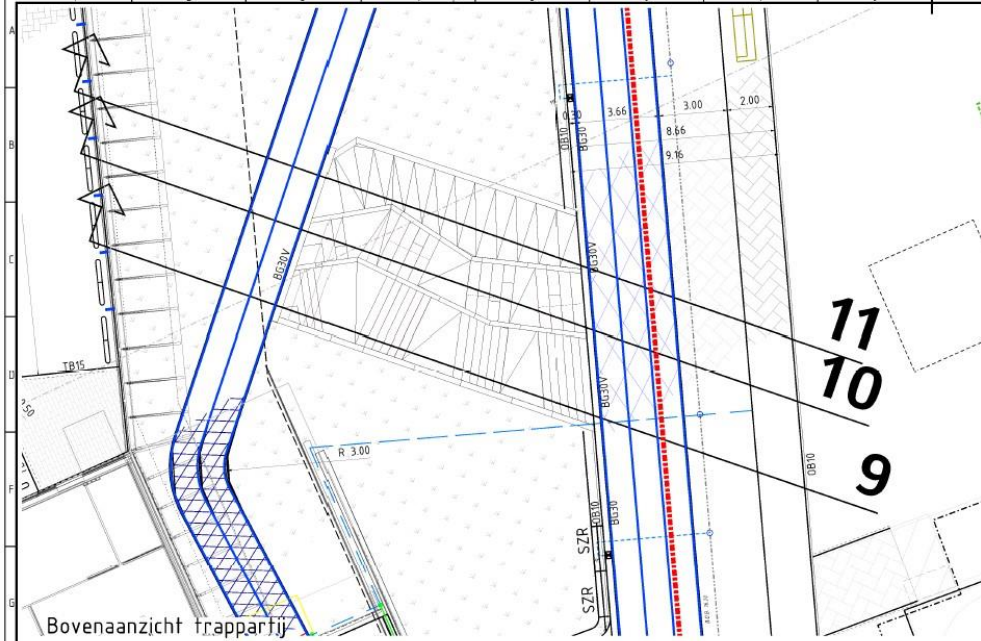 A
B
C
D
F
G
0.30
3.66
3.00
2.00
8.66
9.16
OB10
BG30
BG30V
BG30V
BG30V
TB15
R 3.00
OB10
BG30
OB10
SZR
SZR
11
10
9
Bovenaanzicht trappartij